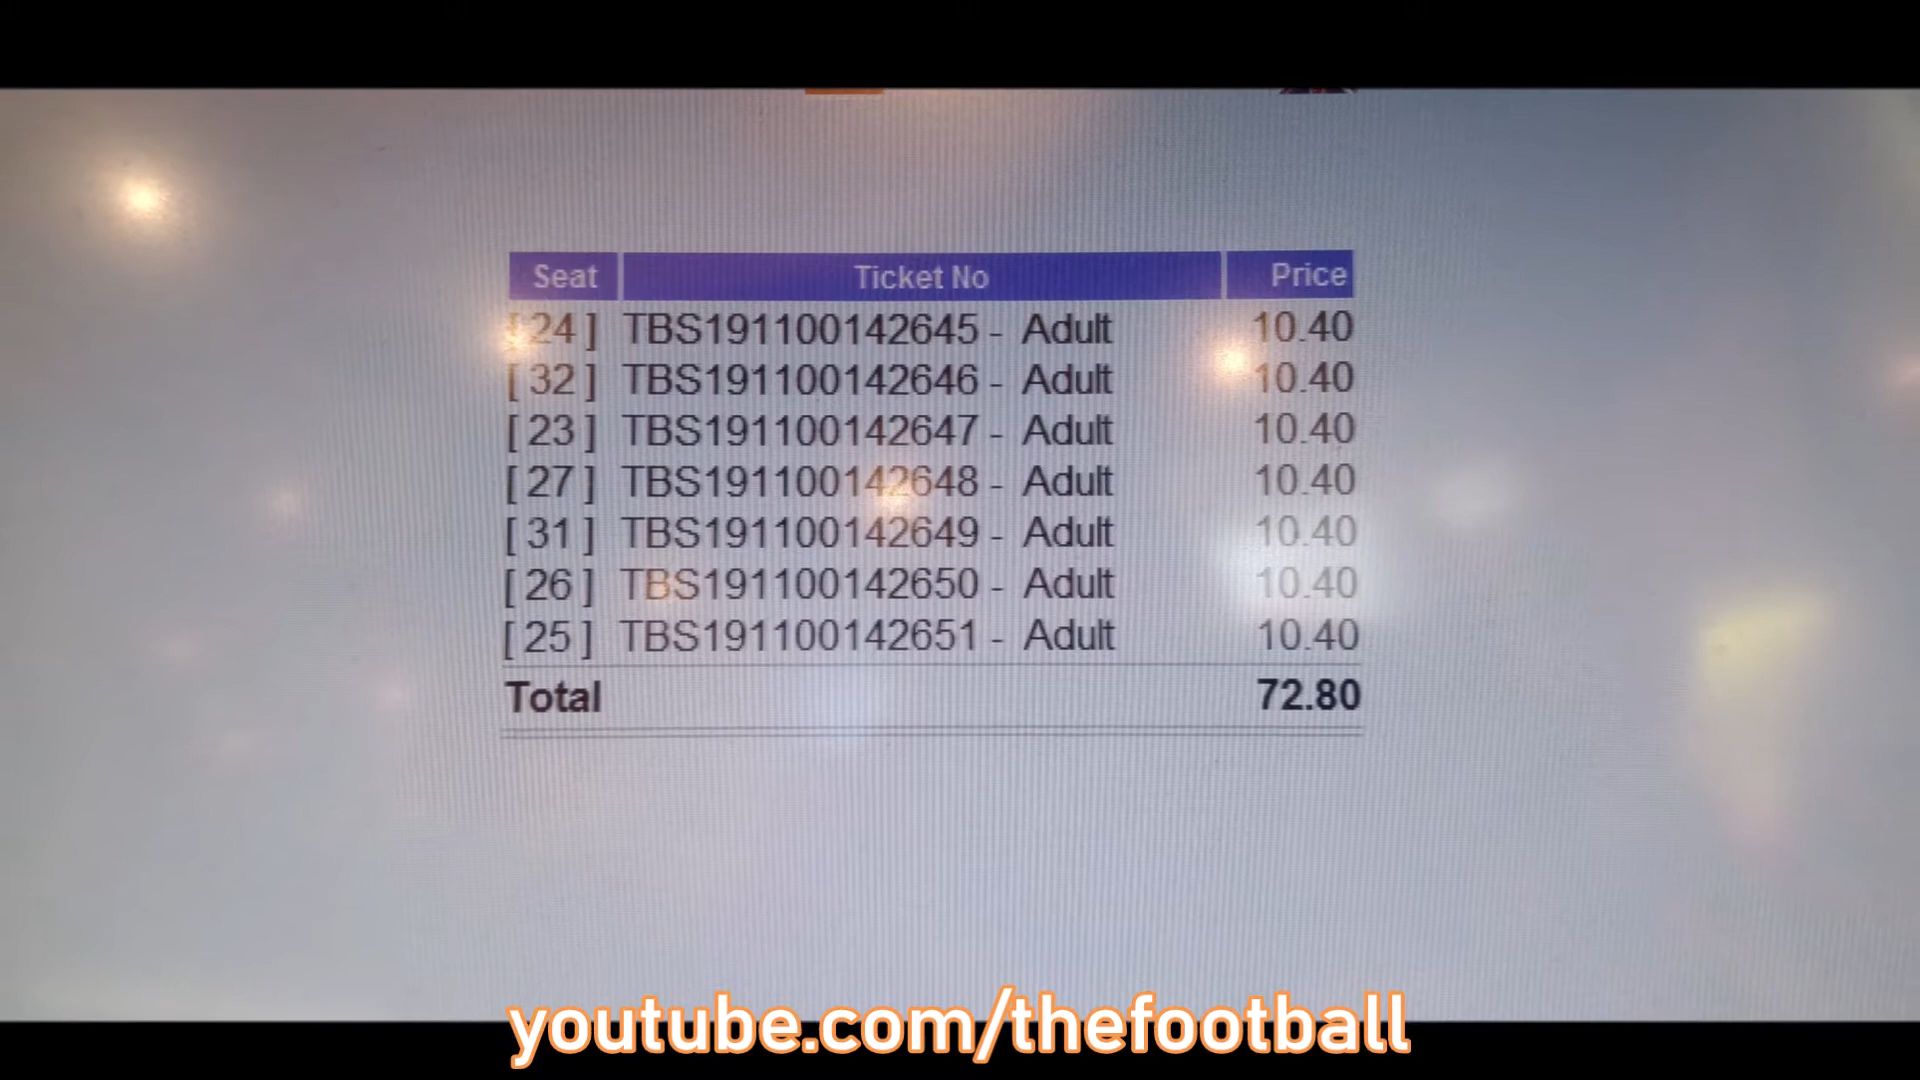 Seat Ticket No Price
[ 24 ] TBS191100142645 - Adult 10.40
[ 32 ] TBS191100142646 - Adult 10.40
[ 23 ] TBS191100142647 - Adult 10.40
[ 27 ] TBS191100142648 - Adult 10.40
[ 31 ] TBS191100142649 - Adult 10.40
[ 26 ] TBS191100142650 - Adult 10.40
[ 25 ] TBS191100142651 - Adult 10.40
Total 72.80
youtube.com/thefootball